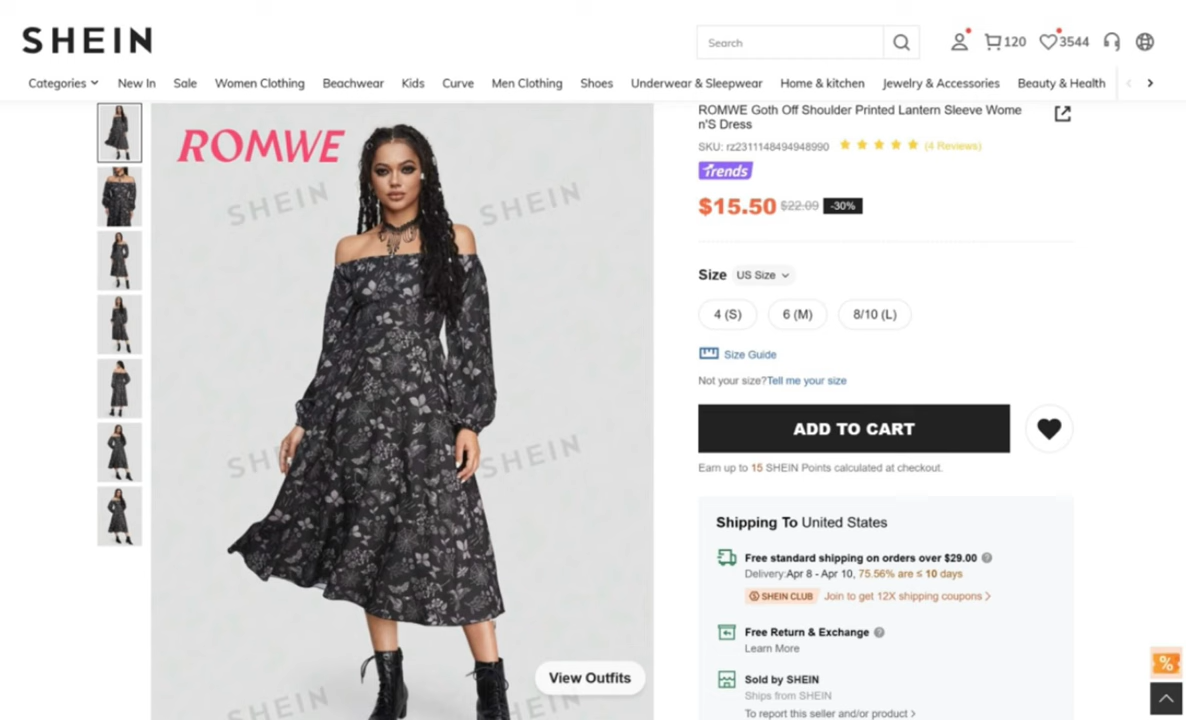 SHEIN
Search
120
3544
Categories
New In
Sale
Women Clothing
Beachwear
Kids
Curve
Men Clothing
Shoes
Underwear & Sleepwear
Home & kitchen
Jewelry & Accessories
Beauty & Health
ROMWE
SHEIN SHEIN
SHEIN SHEIN
SHEIN SHEIN
View Outfits
ROMWE Goth Off Shoulder Printed Lantern Sleeve Wome
n'S Dress
SKU: rz2311148494948990 (4 Reviews)
Trends
$15.50 $22.09 -30%
Size US Size
4 (S) 6 (M) 8/10 (L)
Size Guide
Not your size?Tell me your size
ADD TO CART
Earn up to 15 SHEIN Points calculated at checkout.
Shipping To United States
Free standard shipping on orders over $29.00 ?
Delivery:Apr 8 - Apr 10, 75.56% are ≤ 10 days
S SHEIN CLUB Join to get 12X shipping coupons >
Free Return & Exchange ?
Learn More
Sold by SHEIN
Ships from SHEIN
To report this seller and/or product >
%